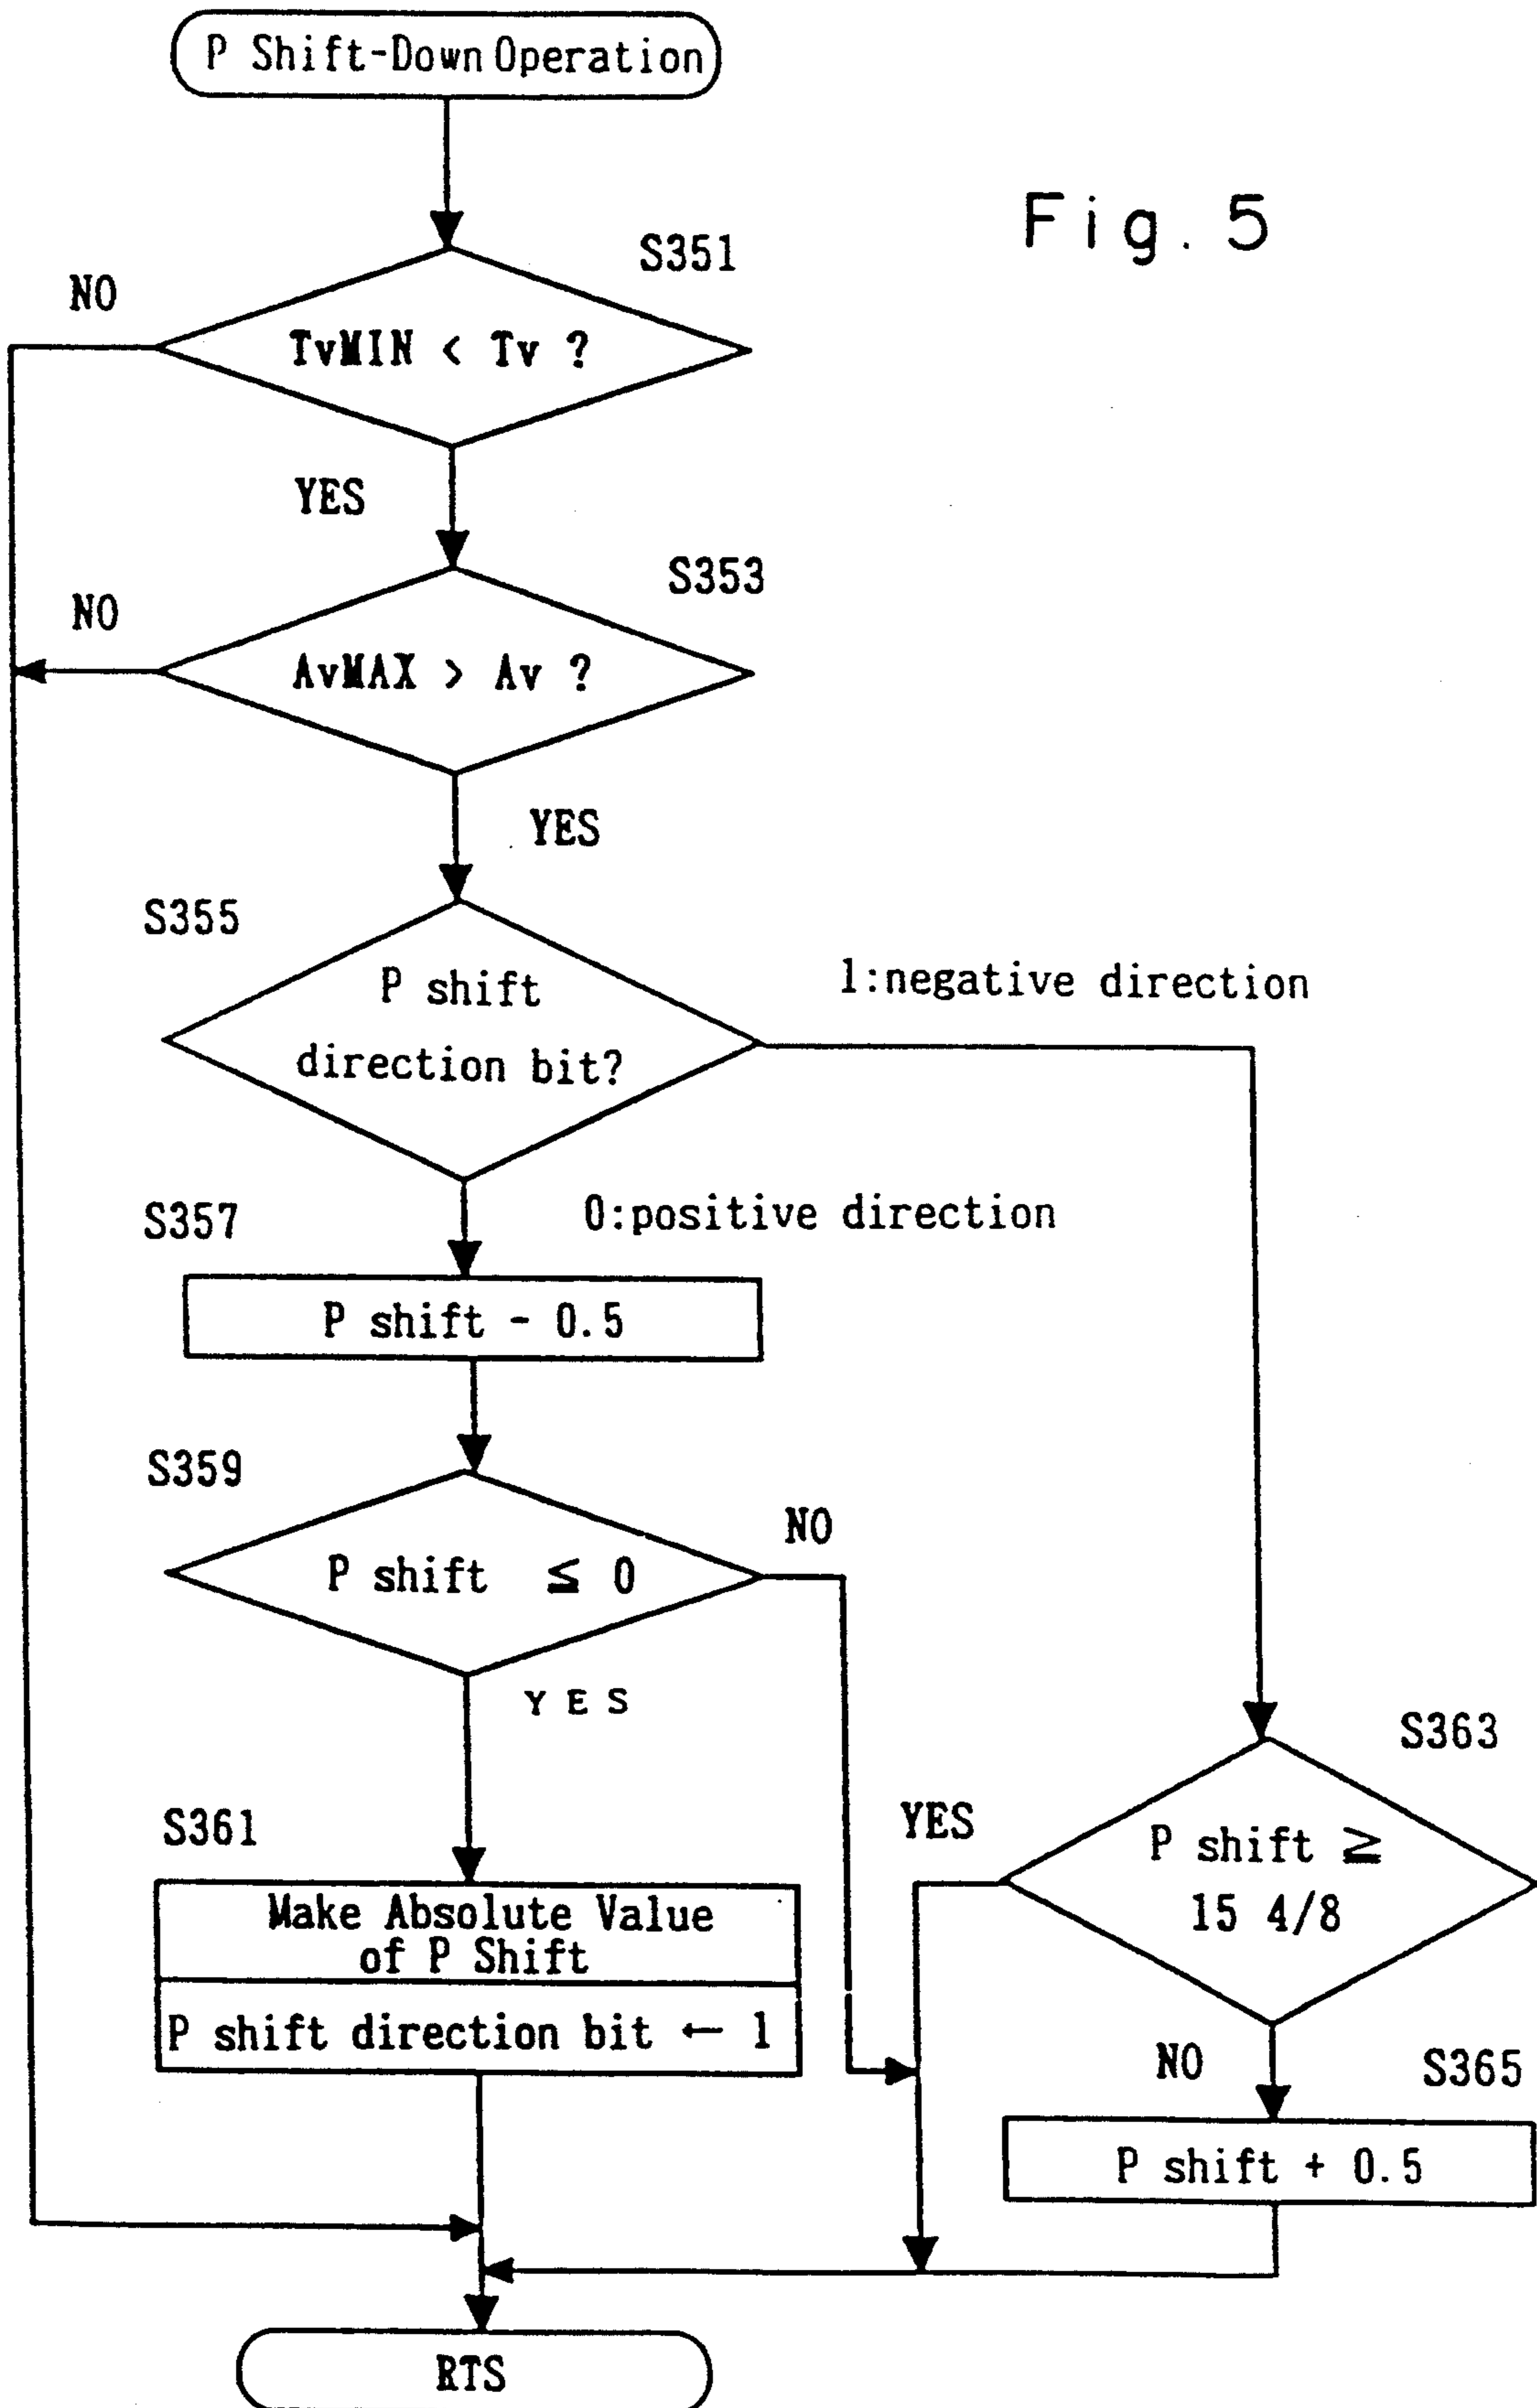 P Shift-Down Operation
Fig. 5
S351
NO
TvMIN < Tv ?
YES
S353
NO
AvMAX > Av ?
YES
S355
P shift
direction bit?
1:negative direction
S357
0:positive direction
P shift - 0.5
S359
NO
P shift ≦ 0
YES
S363
S361
YES
P shift ≧
15 4/8
Make Absolute Value
of P Shift
P shift direction bit ← 1
NO
S365
P shift + 0.5
RTS